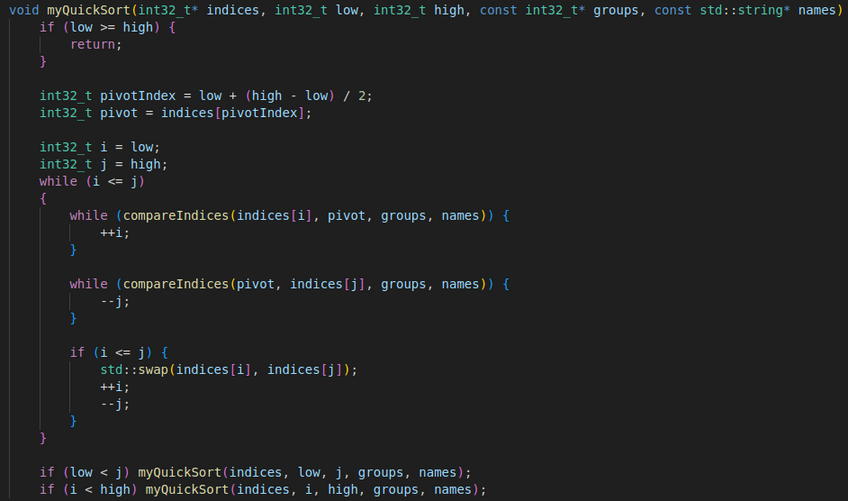 void myQuickSort(int32_t* indices, int32_t low, int32_t high, const int32_t* groups, const std::string* names)
    if (low >= high) {
        return;
    }

    int32_t pivotIndex = low + (high - low) / 2;
    int32_t pivot = indices[pivotIndex];

    int32_t i = low;
    int32_t j = high;
    while (i <= j)
    {
        while (compareIndices(indices[i], pivot, groups, names)) {
            ++i;
        }

        while (compareIndices(pivot, indices[j], groups, names)) {
            --j;
        }

        if (i <= j) {
            std::swap(indices[i], indices[j]);
            ++i;
            --j;
        }
    }

    if (low < j) myQuickSort(indices, low, j, groups, names);
    if (i < high) myQuickSort(indices, i, high, groups, names);